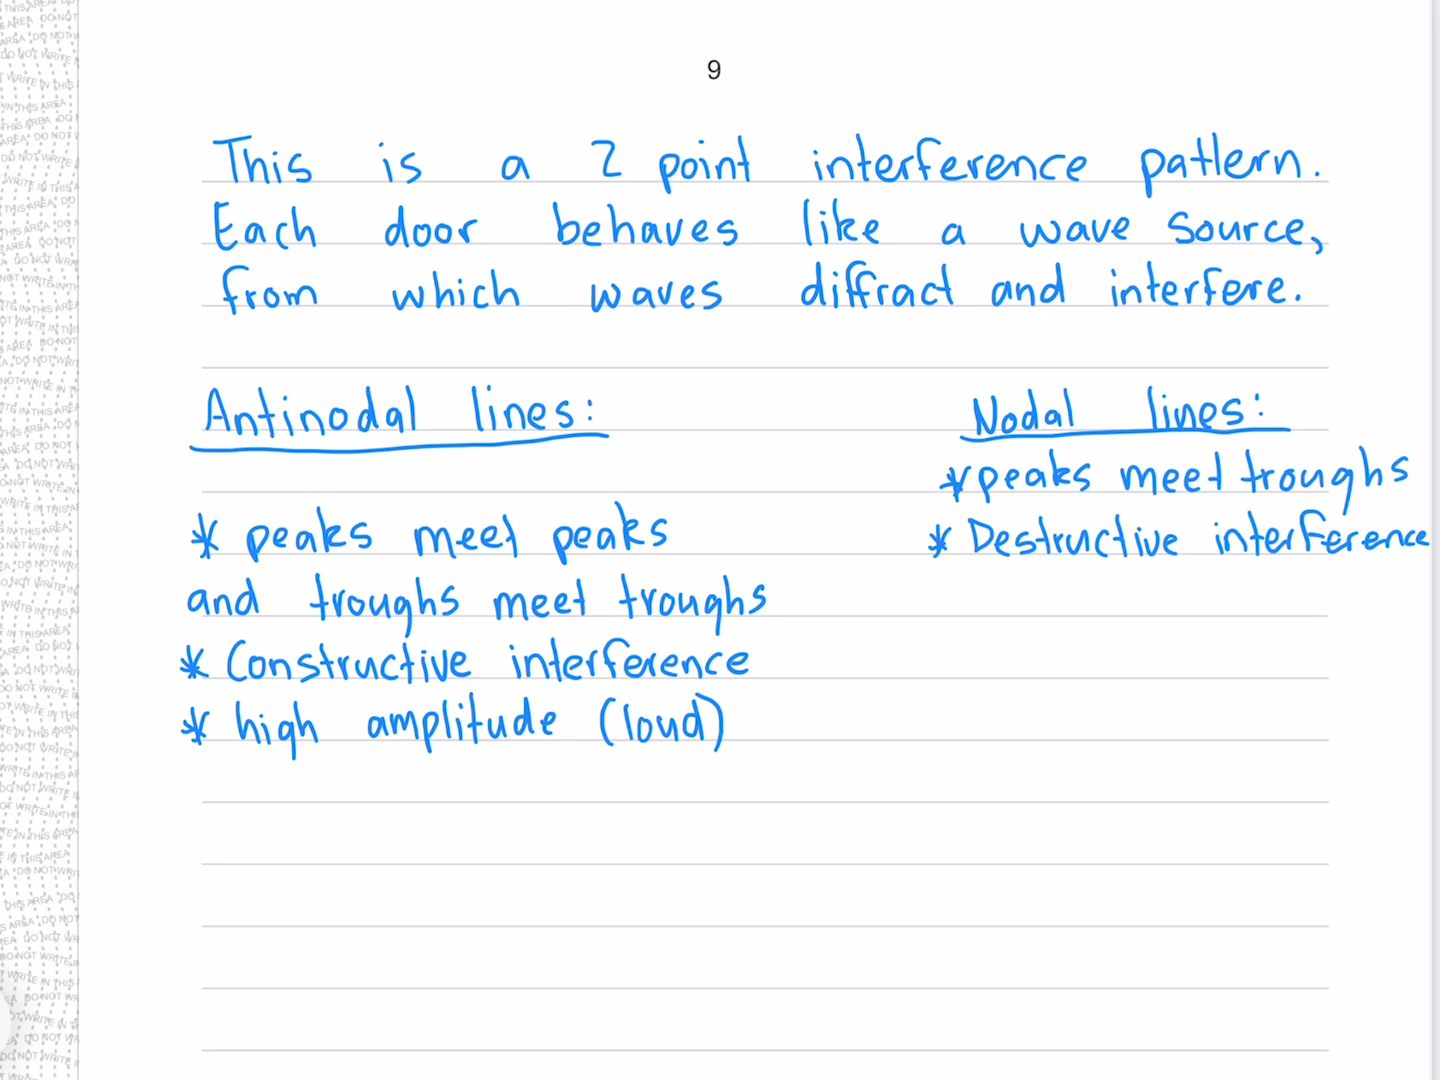 9
This is a 2 point interference pattern.
Each door behaves like a wave source,
from which waves diffract and interfere.
Antinodal lines:
* peaks meet peaks
and troughs meet troughs
* Constructive interference
* high amplitude (loud)
Nodal lines:
* peaks meet troughs
* Destructive interference